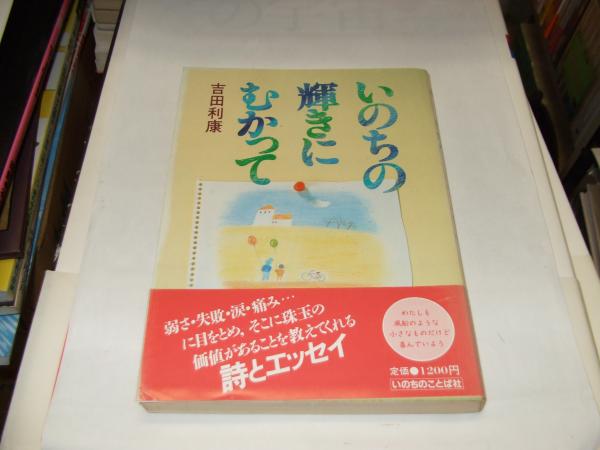 いのちの
輝きに
むかって
吉田利康
弱さ・失敗・涙・痛み…
に目をとめ，そこに珠玉の
価値があることを教えてくれる
詩とエッセイ
わたしも
風船のような
小さなものだけど
喜んでいよう
定価●1200円
いのちのことば社